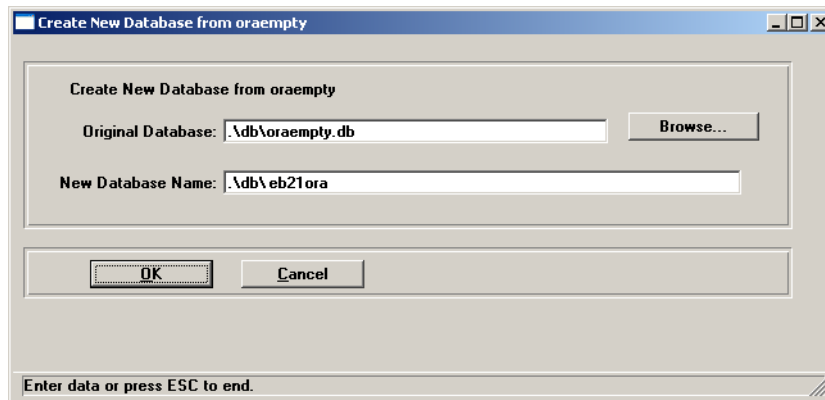 Create New Database from oraempty
Create New Database from oraempty
Original Database: .\db\oraempty.db Browse...
New Database Name: .\db\eb21ora
OK Cancel
Enter data or press ESC to end.